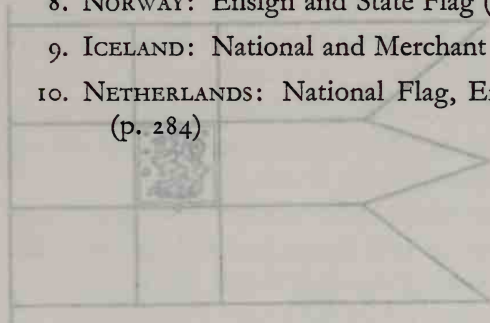 8. NORWAY: Ensign and State Flag (
9. ICELAND: National and Merchant
10. NETHERLANDS: National Flag, E
(p. 284)